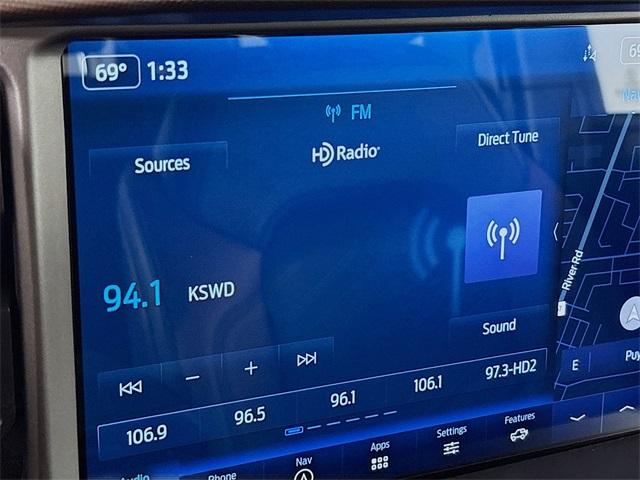 69° 1:33
FM
HD Radio
Sources
Direct Tune
94.1 KSWD
Sound
River Rd
E
106.9 96.5 96.1 106.1 97.3-HD2
Audio Phone Nav Apps Settings Features